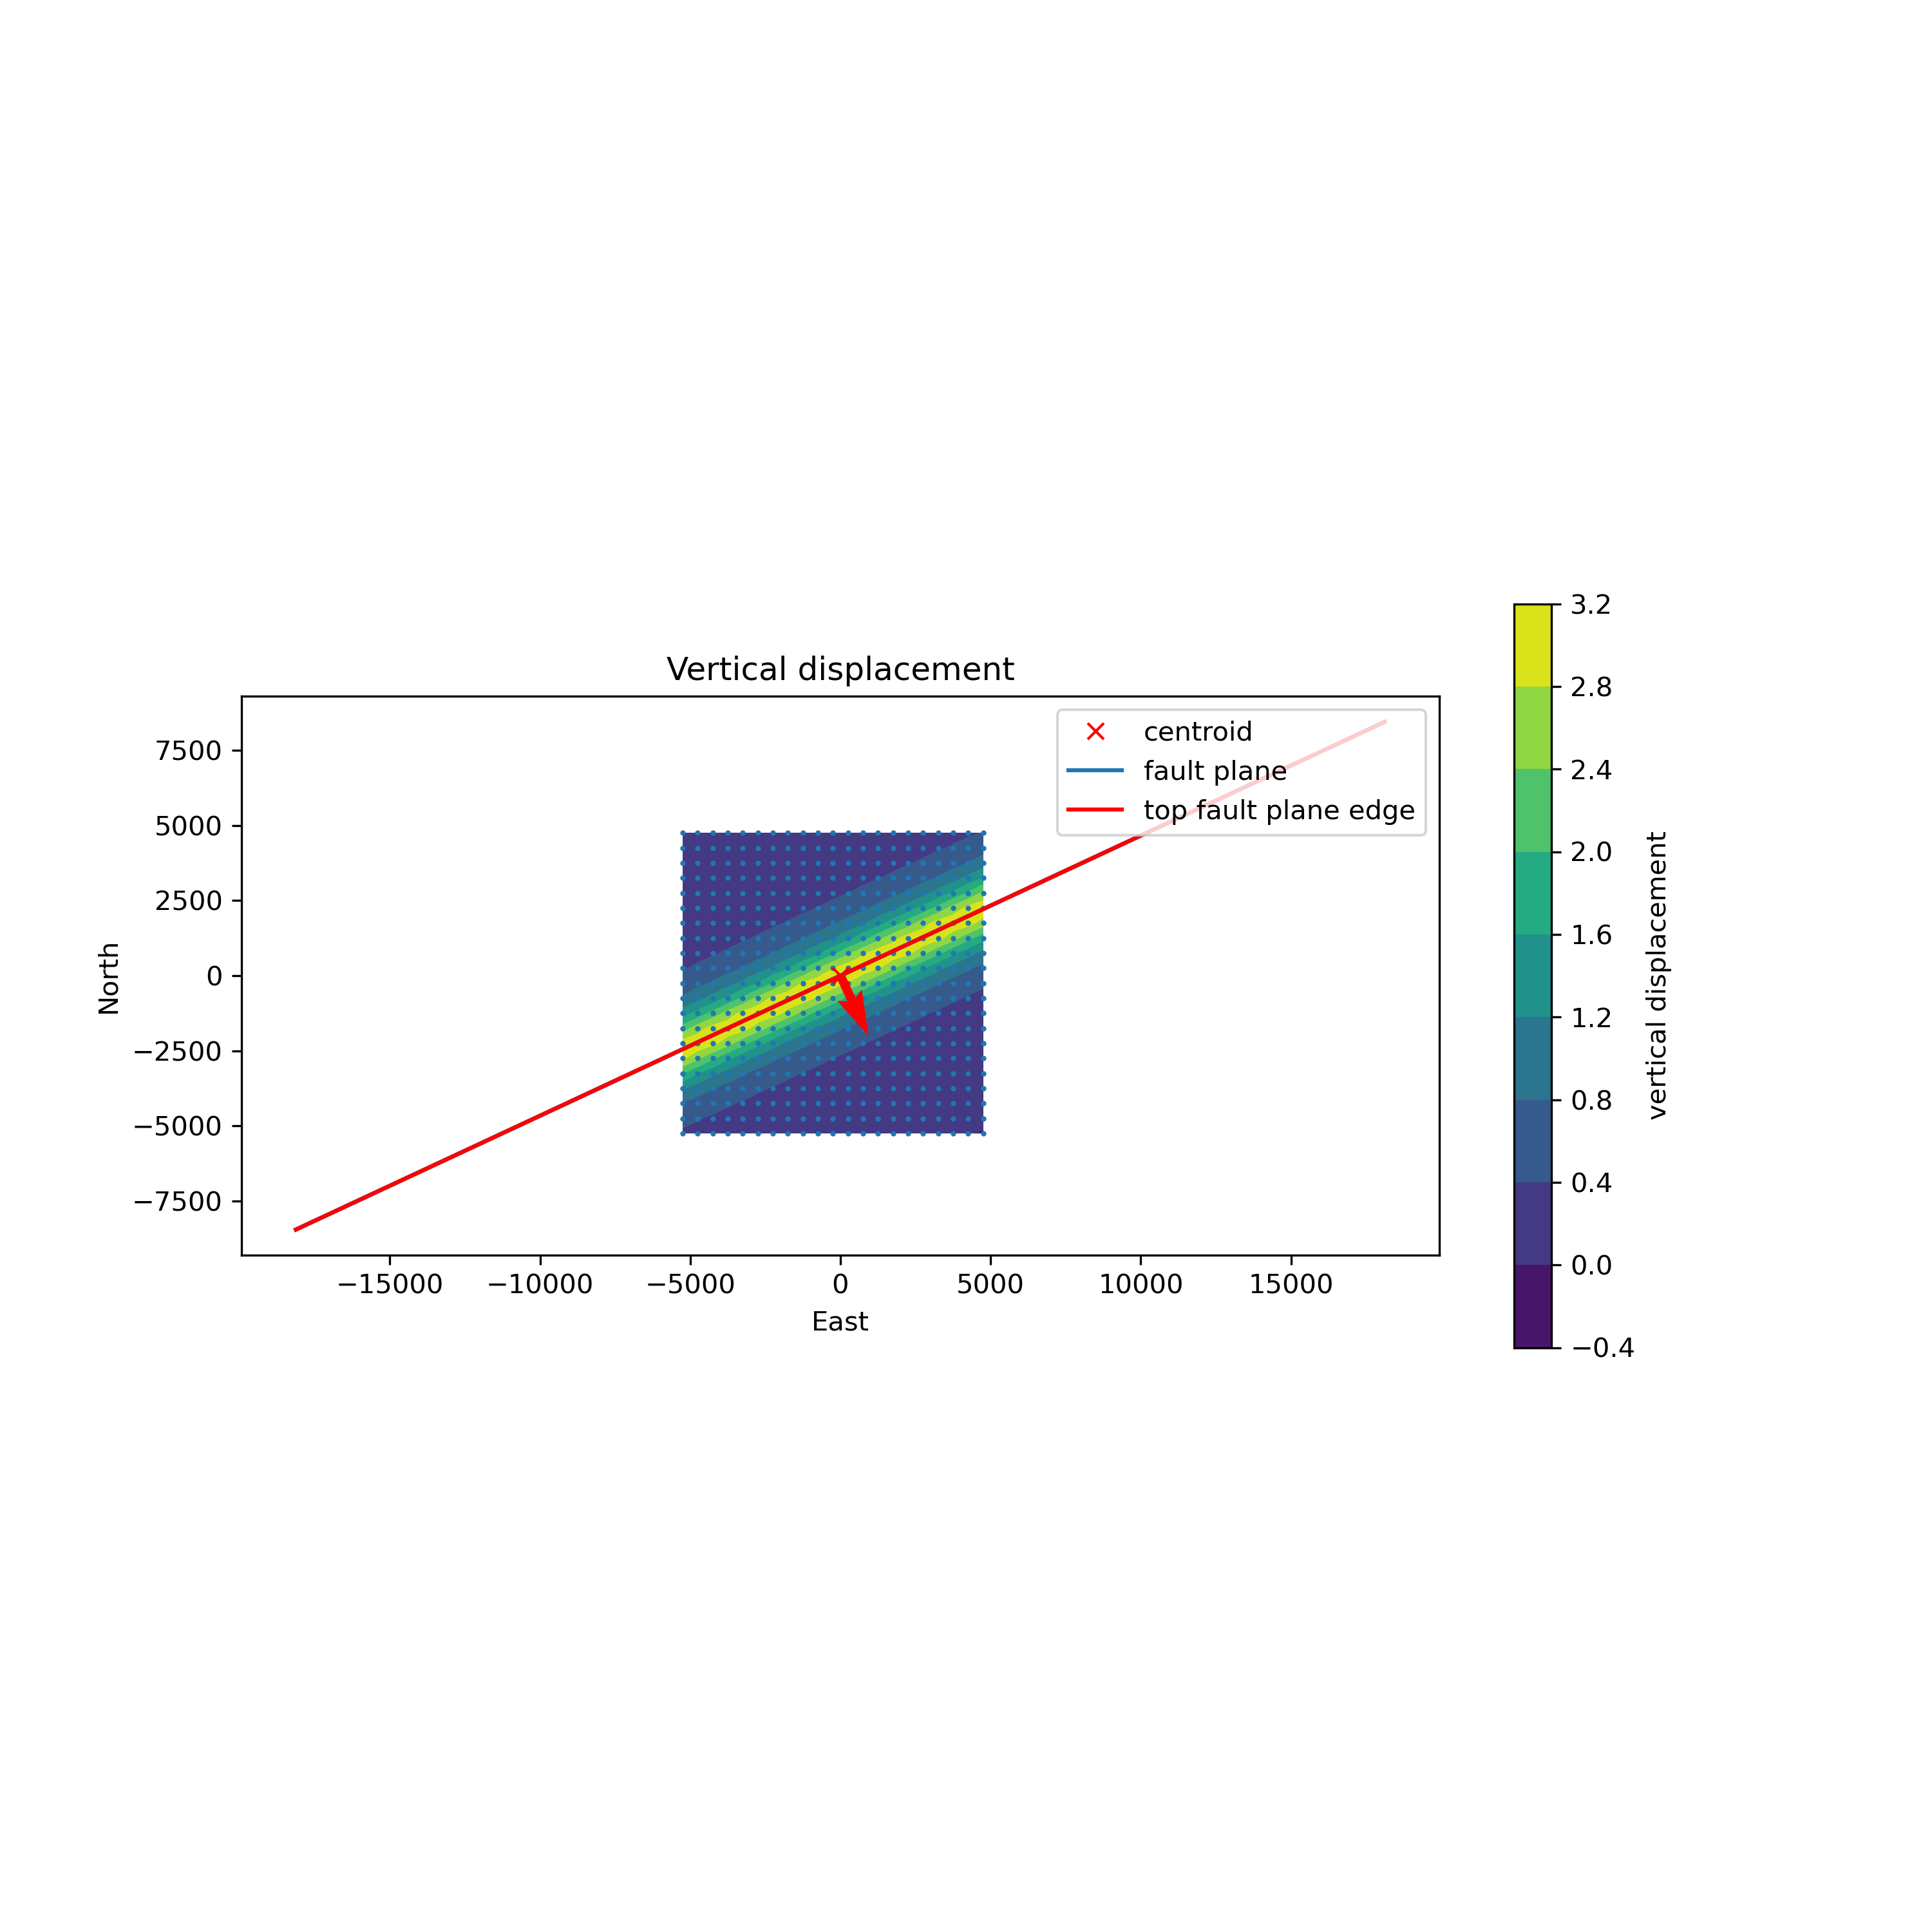 Vertical displacement
centroid
fault plane
top fault plane edge
7500
5000
2500
0
−2500
−5000
−7500
North
−15000 −10000 −5000 0 5000 10000 15000
East
3.2
2.8
2.4
2.0
1.6
1.2
0.8
0.4
0.0
−0.4
vertical displacement